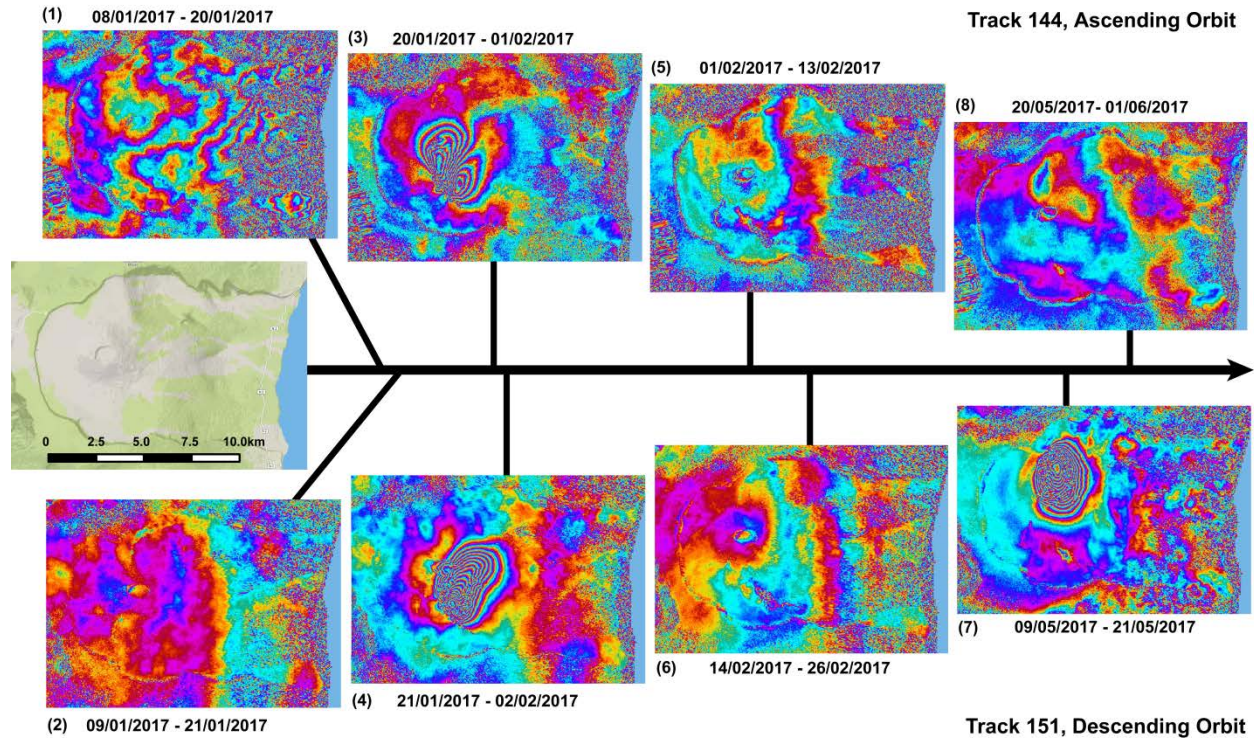 (1) 08/01/2017 - 20/01/2017
(3) 20/01/2017 - 01/02/2017
(5) 01/02/2017 - 13/02/2017
Track 144, Ascending Orbit
(8) 20/05/2017- 01/06/2017
0 2.5 5.0 7.5 10.0km
(2) 09/01/2017 - 21/01/2017
(4) 21/01/2017 - 02/02/2017
(6) 14/02/2017 - 26/02/2017
(7) 09/05/2017 - 21/05/2017
Track 151, Descending Orbit